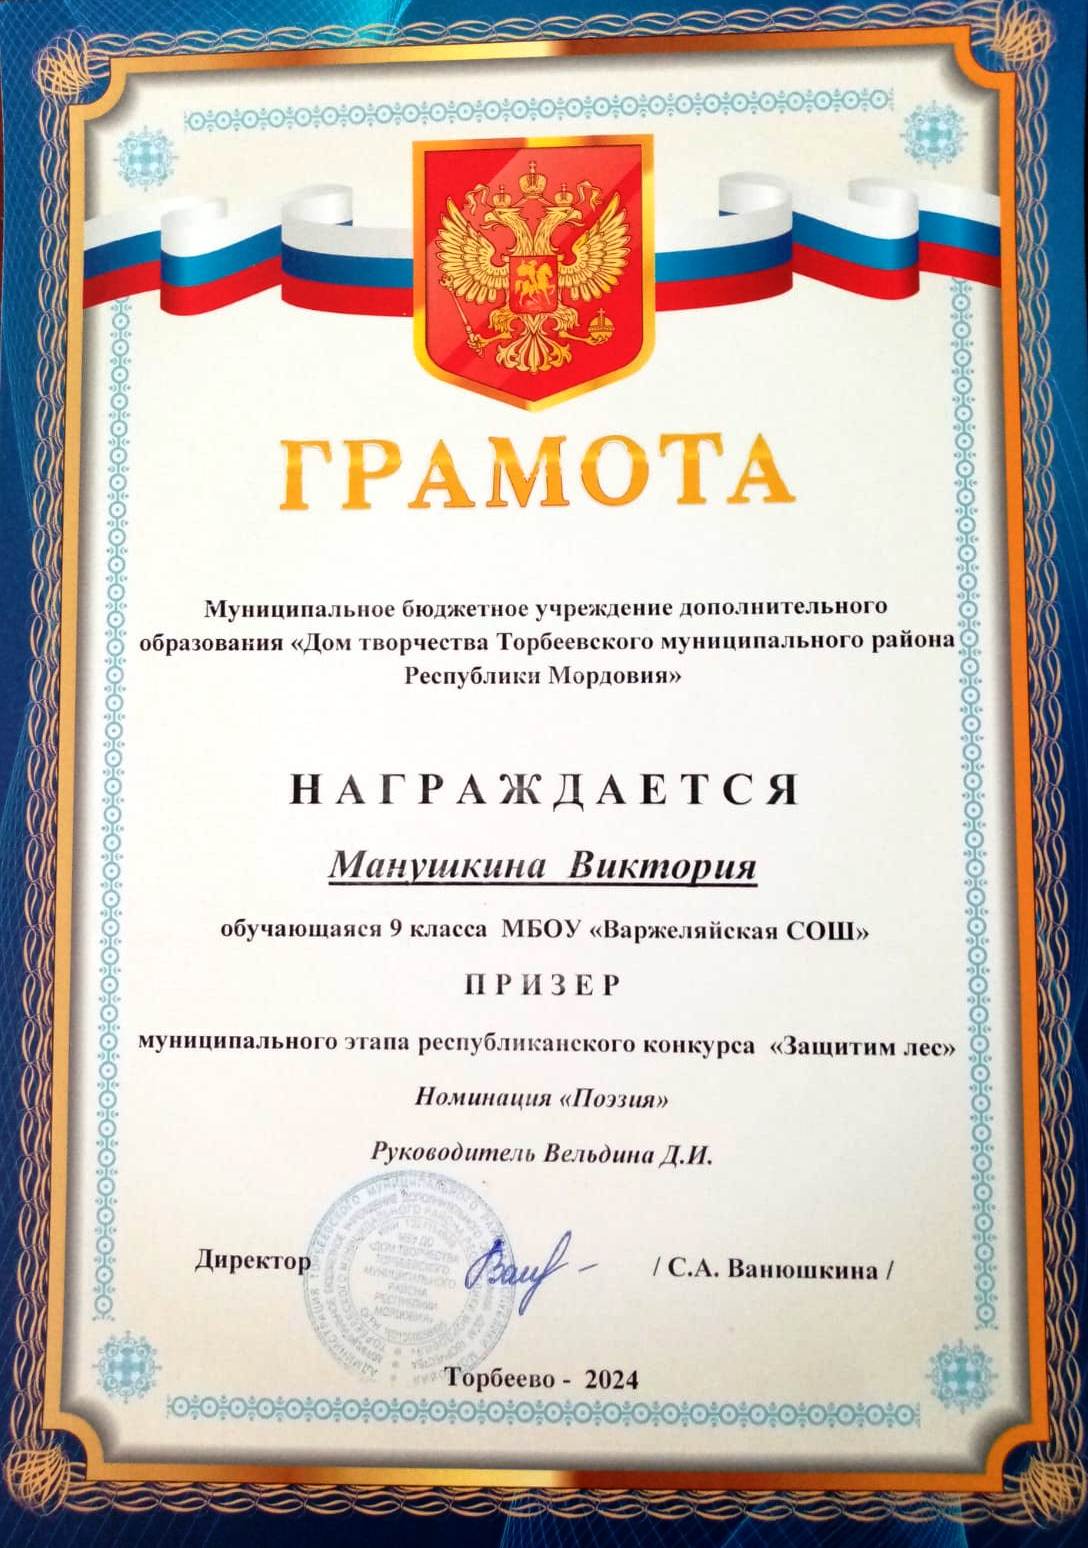 ГРАМОТА
Муниципальное бюджетное учреждение дополнительного
образования «Дом творчества Торбеевского муниципального района
Республики Мордовия»
НАГРАЖДАЕТСЯ
Манушкина Виктория
обучающаяся 9 класса МБОУ «Варжеляйская СОШ»
ПРИЗЕР
муниципального этапа республиканского конкурса «Защитим лес»
Номинация «Поэзия»
Руководитель Вельдина Д.И.
Директор / С.А. Ванюшкина /
Торбеево - 2024